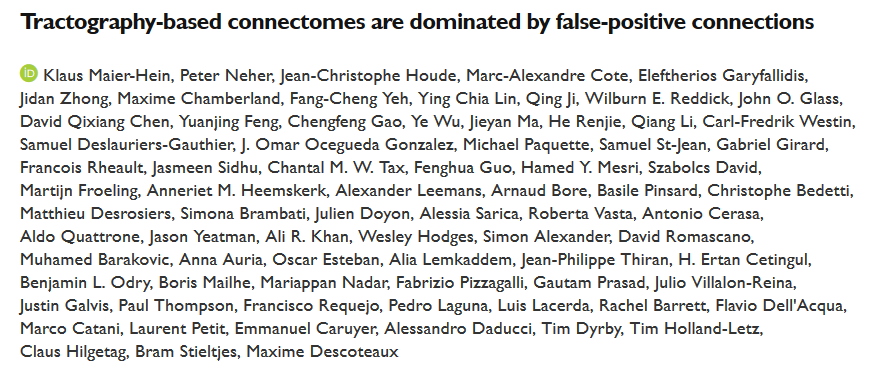 Tractography-based connectomes are dominated by false-positive connections
iD Klaus Maier-Hein, Peter Neher, Jean-Christophe Houde, Marc-Alexandre Cote, Eleftherios Garyfallidis,
Jidan Zhong, Maxime Chamberland, Fang-Cheng Yeh, Ying Chia Lin, Qing Ji, Wilburn E. Reddick, John O. Glass,
David Qixiang Chen, Yuanjing Feng, Chengfeng Gao, Ye Wu, Jieyan Ma, He Renjie, Qiang Li, Carl-Fredrik Westin,
Samuel Deslauriers-Gauthier, J. Omar Ocegueda Gonzalez, Michael Paquette, Samuel St-Jean, Gabriel Girard,
Francois Rheault, Jasmeen Sidhu, Chantal M. W. Tax, Fenghua Guo, Hamed Y. Mesri, Szabolcs David,
Martijn Froeling, Anneriet M. Heemskerk, Alexander Leemans, Arnaud Bore, Basile Pinsard, Christophe Bedetti,
Matthieu Desrosiers, Simona Brambati, Julien Doyon, Alessia Sarica, Roberta Vasta, Antonio Cerasa,
Aldo Quattrone, Jason Yeatman, Ali R. Khan, Wesley Hodges, Simon Alexander, David Romascano,
Muhamed Barakovic, Anna Auria, Oscar Esteban, Alia Lemkaddem, Jean-Philippe Thiran, H. Ertan Cetingul,
Benjamin L. Odry, Boris Mailhe, Mariappan Nadar, Fabrizio Pizzagalli, Gautam Prasad, Julio Villalon-Reina,
Justin Galvis, Paul Thompson, Francisco Requejo, Pedro Laguna, Luis Lacerda, Rachel Barrett, Flavio Dell'Acqua,
Marco Catani, Laurent Petit, Emmanuel Caruyer, Alessandro Daducci, Tim Dyrby, Tim Holland-Letz,
Claus Hilgetag, Bram Stieltjes, Maxime Descoteaux